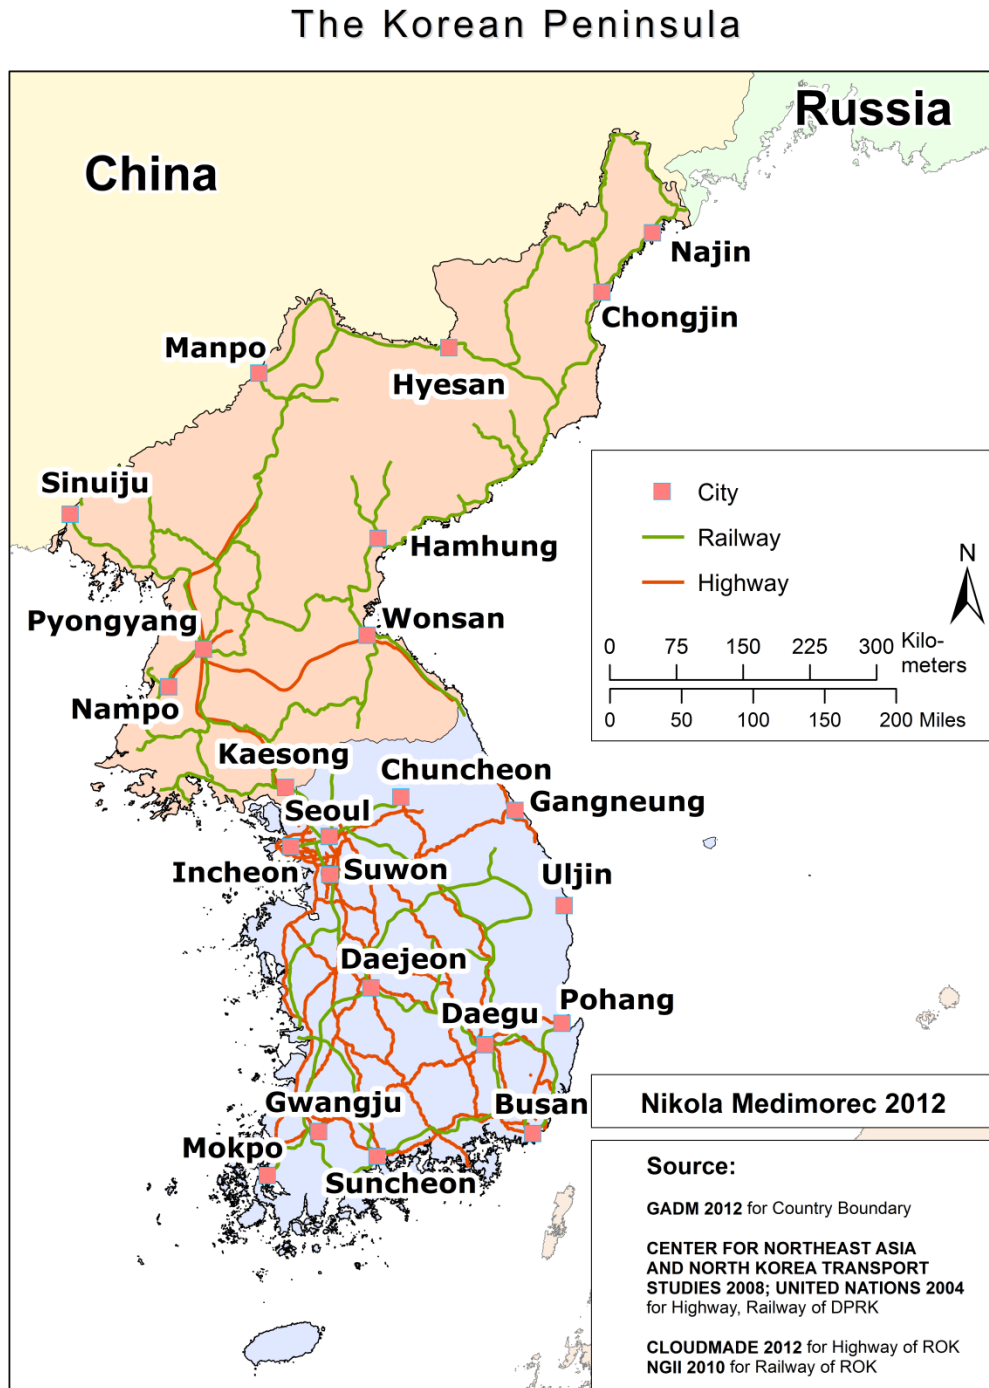 The Korean Peninsula
Russia
China
Najin
Chongjin
Manpo
Hyesan
Sinuiju
Hamhung
Pyongyang
Wonsan
Nampo
Kaesong
Chuncheon
Seoul
Gangneung
Incheon
Suwon
Uljin
Daejeon
Pohang
Daegu
Gwangju
Busan
Mokpo
Suncheon
City
Railway
Highway
N
0 75 150 225 300 Kilo-
meters
0 50 100 150 200 Miles
Nikola Medimorec 2012
Source:
GADM 2012 for Country Boundary
CENTER FOR NORTHEAST ASIA
AND NORTH KOREA TRANSPORT
STUDIES 2008; UNITED NATIONS 2004
for Highway, Railway of DPRK
CLOUDMADE 2012 for Highway of ROK
NGII 2010 for Railway of ROK